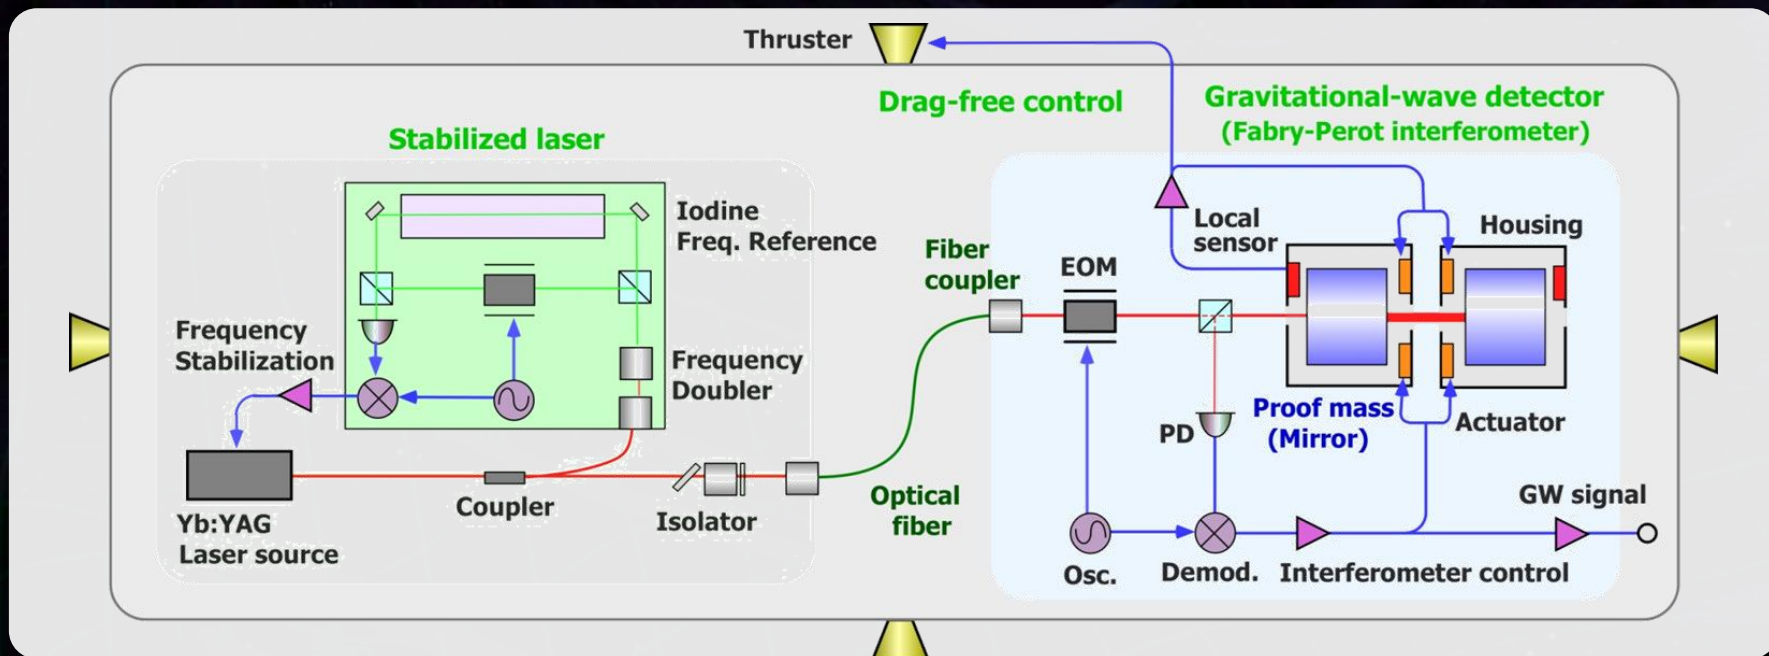 Thruster
Drag-free control
Gravitational-wave detector
(Fabry-Perot interferometer)
Stabilized laser
Iodine
Freq. Reference
Local
sensor
Housing
Fiber
coupler
EOM
Frequency
Stabilization
Frequency
Doubler
Proof mass
(Mirror)
Actuator
PD
Coupler
Isolator
Optical
fiber
GW signal
Yb:YAG
Laser source
Osc.
Demod.
Interferometer control